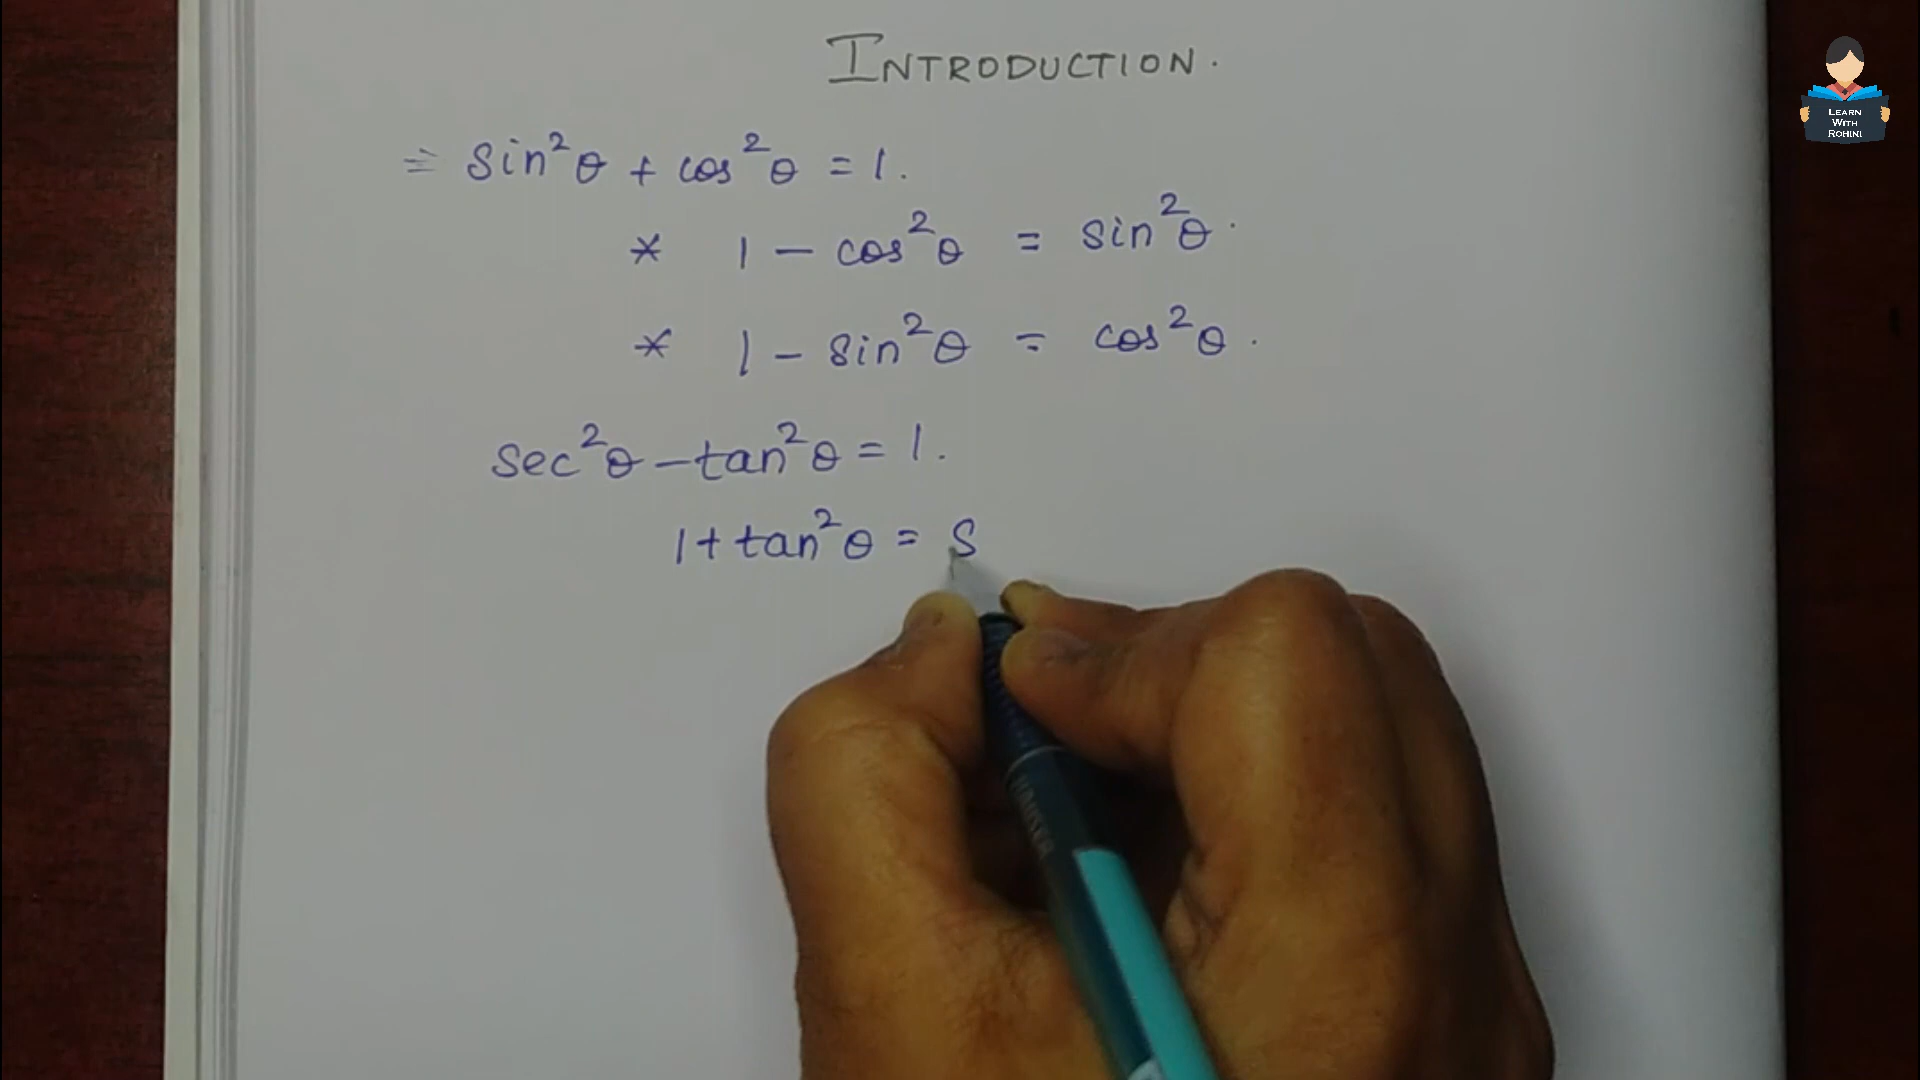 INTRODUCTION.
= sin²θ + cos²θ = 1.
* 1 - cos²θ = sin²θ.
* 1 - sin²θ = cos²θ.
sec²θ - tan²θ = 1.
1 + tan²θ = s
LEARN
WITH
ROHINI